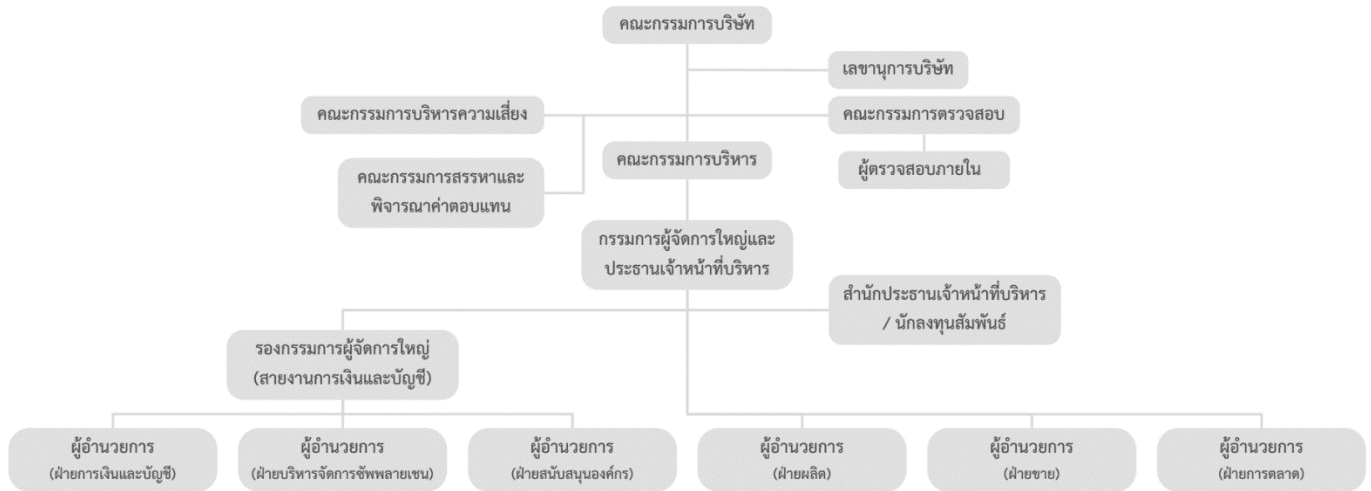 คณะกรรมการบริษัท
เลขานุการบริษัท
คณะกรรมการบริหารความเสี่ยง
คณะกรรมการตรวจสอบ
คณะกรรมการบริหาร
ผู้ตรวจสอบภายใน
คณะกรรมการสรรหาและ
พิจารณาค่าตอบแทน
กรรมการผู้จัดการใหญ่และ
ประธานเจ้าหน้าที่บริหาร
สำนักประธานเจ้าหน้าที่บริหาร
/ นักลงทุนสัมพันธ์
รองกรรมการผู้จัดการใหญ่
(สายงานการเงินและบัญชี)
ผู้อำนวยการ
(ฝ่ายการเงินและบัญชี)
ผู้อำนวยการ
(ฝ่ายบริหารจัดการซัพพลายเชน)
ผู้อำนวยการ
(ฝ่ายสนับสนุนองค์กร)
ผู้อำนวยการ
(ฝ่ายผลิต)
ผู้อำนวยการ
(ฝ่ายขาย)
ผู้อำนวยการ
(ฝ่ายการตลาด)